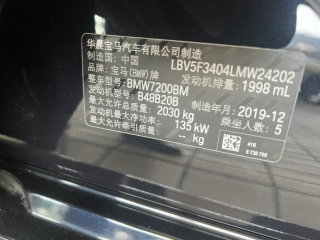 华晨宝马汽车有限公司制造
制造国：中国 LBV5F3404LMW24202
品牌：宝马(BMW)牌 发动机排量：1998 mL
整车型号：BMW7200BM
发动机型号：B48B20B 制造年月：2019-12
最大允许总质量：2030 kg 乘坐人数：5
发动机最大净功率：135 kW
最大允许牵引质量： kg
416